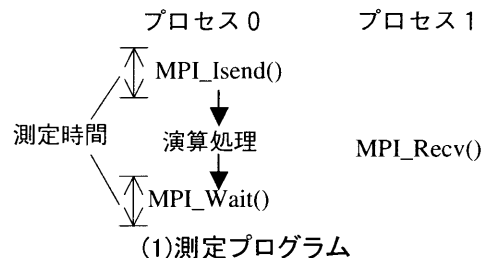 プロセス0 プロセス1
MPI_Isend()
測定時間
演算処理
MPI_Recv()
MPI_Wait()
(1)測定プログラム